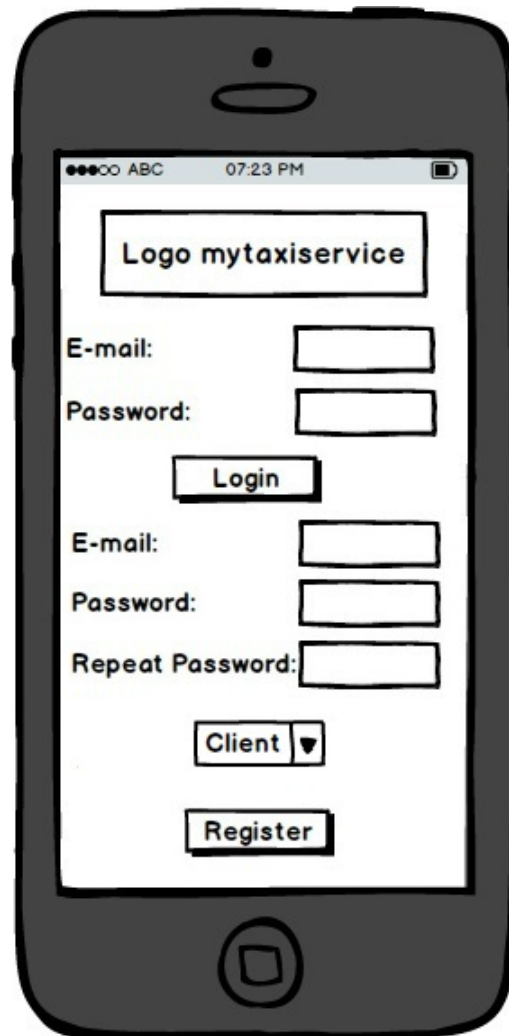 ABC 07:23 PM
Logo mytaxiservice
E-mail:
Password:
Login
E-mail:
Password:
Repeat Password:
Client
Register